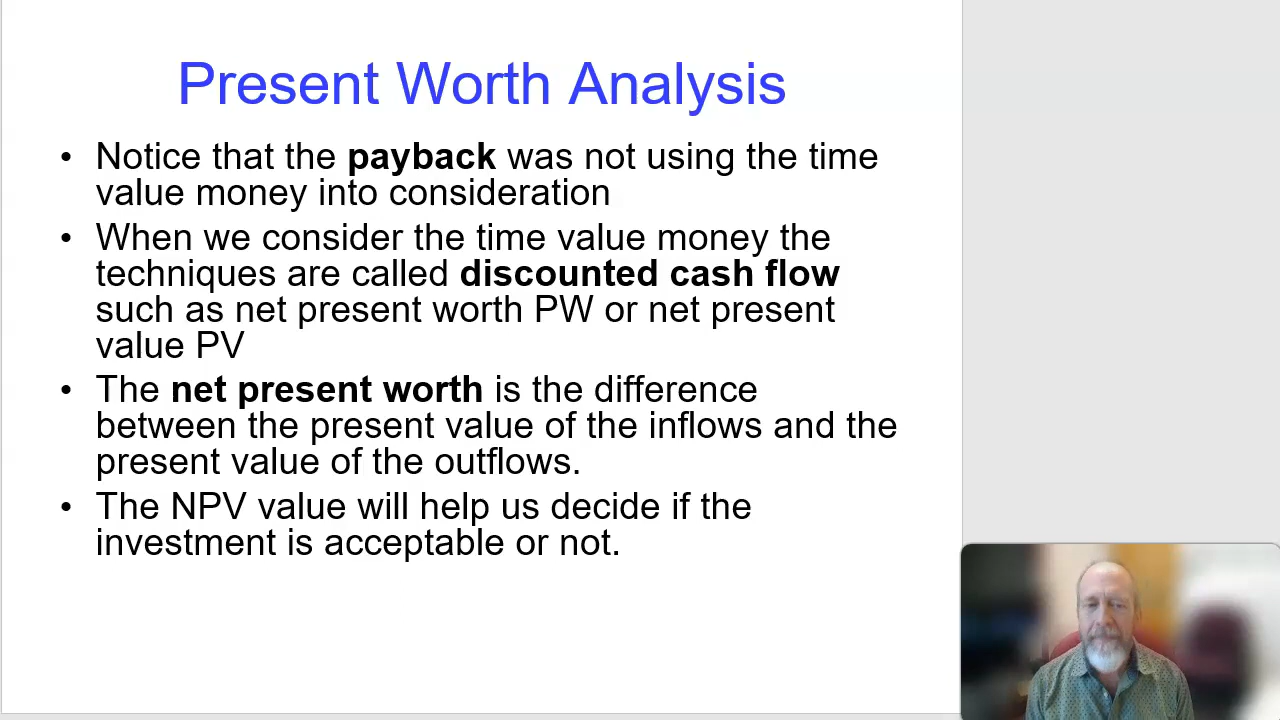 Present Worth Analysis
• Notice that the payback was not using the time
value money into consideration
• When we consider the time value money the
techniques are called discounted cash flow
such as net present worth PW or net present
value PV
• The net present worth is the difference
between the present value of the inflows and the
present value of the outflows.
• The NPV value will help us decide if the
investment is acceptable or not.